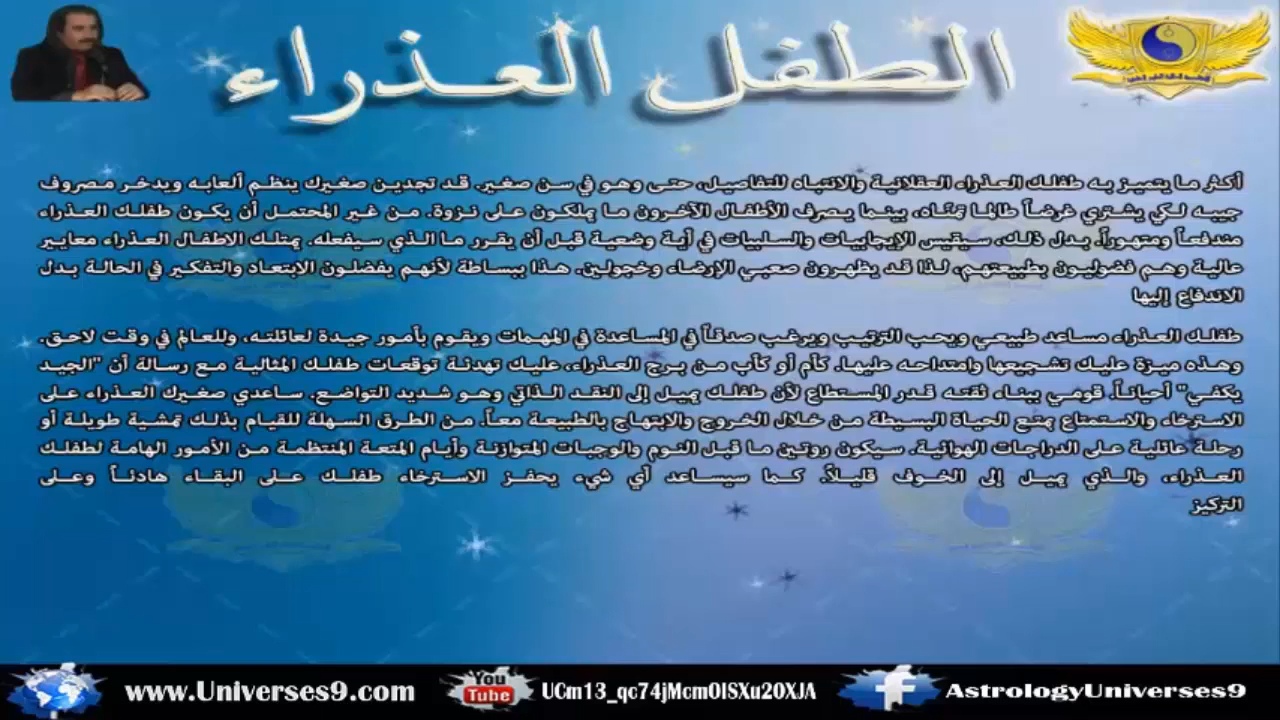 الطفل العذراء
أكثر ما يتميز به طفلك العذراء العقلانية والانتباه للتفاصيل، حتى وهو في سن صغير. قد تجدين صغيرك ينظم ألعابه ويدخر مصروف
جيبه لكي يشتري غرضاً طالما تمنّاه، بينما يصرف الأطفال الآخرون ما يملكون على نزوة. من غير المحتمل أن يكون طفلك العذراء
مندفعاً ومتهوراً. بدل ذلك، سيقيس الإيجابيات والسلبيات في أية وضعية قبل أن يقرر ما الذي سيفعله. يمتلك الاطفال العذراء معايير
عالية وهم فضوليون بطبيعتهم، لذا قد يظهرون صعبي الإرضاء وخجولين. هذا ببساطة لأنهم يفضلون الابتعاد والتفكير في الحالة بدل
الاندفاع إليها
طفلك العذراء مساعد طبيعي ويحب الترتيب ويرغب صدقاً في المساعدة في المهمات ويقوم بأمور جيدة لعائلته، وللعالم في وقت لاحق.
وهذه ميزة عليك تشجيعها وامتداحه عليها. كأم أو كأب من برج العذراء، عليك تهدئة توقعات طفلك المثالية مع رسالة أن "الجيد
يكفي" أحياناً. قومي ببناء ثقته قدر المستطاع لأن طفلك يميل إلى النقد الذاتي وهو شديد التواضع. ساعدي صغيرك العذراء على
الاسترخاء والاستمتاع بمتع الحياة البسيطة من خلال الخروج والابتهاج بالطبيعة معاً. من الطرق السهلة للقيام بذلك تمشية طويلة أو
رحلة عائلية على الدراجات الهوائية. سيكون روتين ما قبل النوم والوجبات المتوازنة وأيام المتعة المنتظمة من الأمور الهامة لطفلك
العذراء، والذي يميل إلى الخوف قليلاً. كما سيساعد أي شيء يحفز الاسترخاء طفلك على البقاء هادئاً وعلى
التركيز
www.Universes9.com
You Tube UCm13_qc74jMcm0ISXu20XJA
AstrologyUniverses9